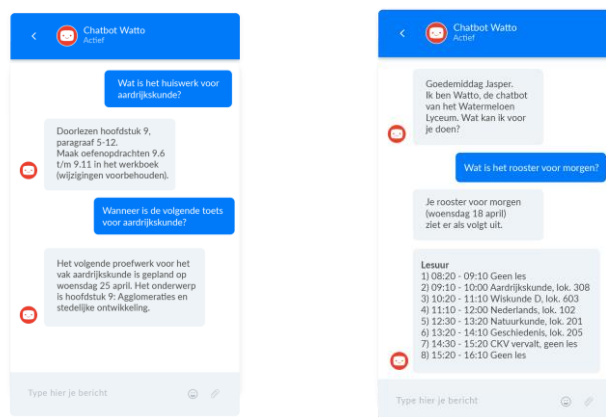 Chatbot Watto
Actief
Wat is het huiswerk voor
aardrijkskunde?
Doorlezen hoofdstuk 9,
paragraaf 5-12.
Maak oefenopdrachten 9.6
t/m 9.11 in het werkboek
(wijzigingen voorbehouden).
Wanneer is de volgende toets
voor aardrijkskunde?
Het volgende proefwerk voor het
vak aardrijkskunde is gepland op
woensdag 25 april. Het onderwerp
is hoofdstuk 9: Agglomeraties en
stedelijke ontwikkeling.
Type hier je bericht
Chatbot Watto
Actief
Goedemiddag Jasper.
Ik ben Watto, de chatbot
van het Watermeloen
Lyceum. Wat kan ik voor
je doen?
Wat is het rooster voor morgen?
Je rooster voor morgen
(woensdag 18 april)
ziet er als volgt uit.
Lesuur
1) 08:20 - 09:10 Geen les
2) 09:10 - 10:00 Aardrijkskunde, lok. 308
3) 10:20 - 11:10 Wiskunde D, lok. 603
4) 11:10 - 12:00 Nederlands, lok. 102
5) 12:30 - 13:20 Natuurkunde, lok. 201
6) 13:20 - 14:10 Geschiedenis, lok. 205
7) 14:30 - 15:20 CKV vervalt, geen les
8) 15:20 - 16:10 Geen les
Type hier je bericht